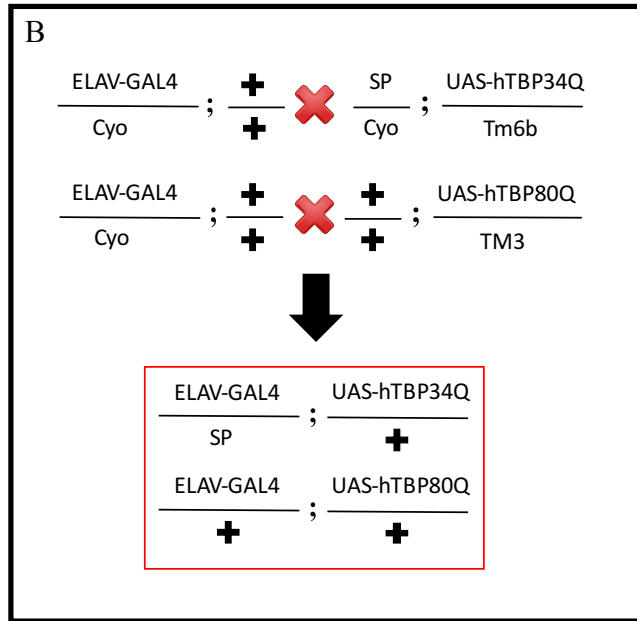 B
ELAV-GAL4 ; + SP ; UAS-hTBP34Q
Cyo + Cyo Tm6b
ELAV-GAL4 ; + + ; UAS-hTBP80Q
Cyo + + TM3
ELAV-GAL4 ; UAS-hTBP34Q
SP +
ELAV-GAL4 ; UAS-hTBP80Q
+ +